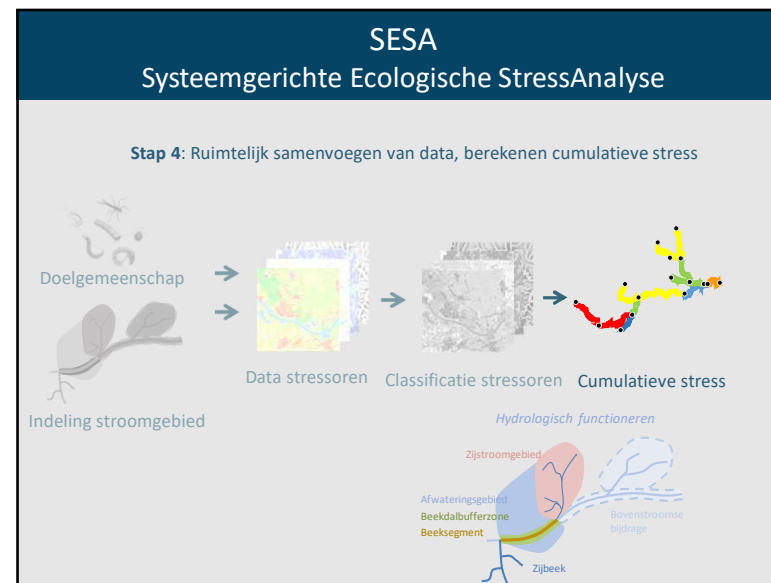 SESA
Systeemgerichte Ecologische StressAnalyse
Stap 4: Ruimtelijk samenvoegen van data, berekenen cumulatieve stress
Doelgemeenschap
Indeling stroomgebied
Data stressoren
Classificatie stressoren
Cumulatieve stress
Hydrologisch functioneren
Zijstroomgebied
Afwateringsgebied
Beekdalbufferzone
Beeksegment
Bovenstroomse
bijdrage
Zijbeek